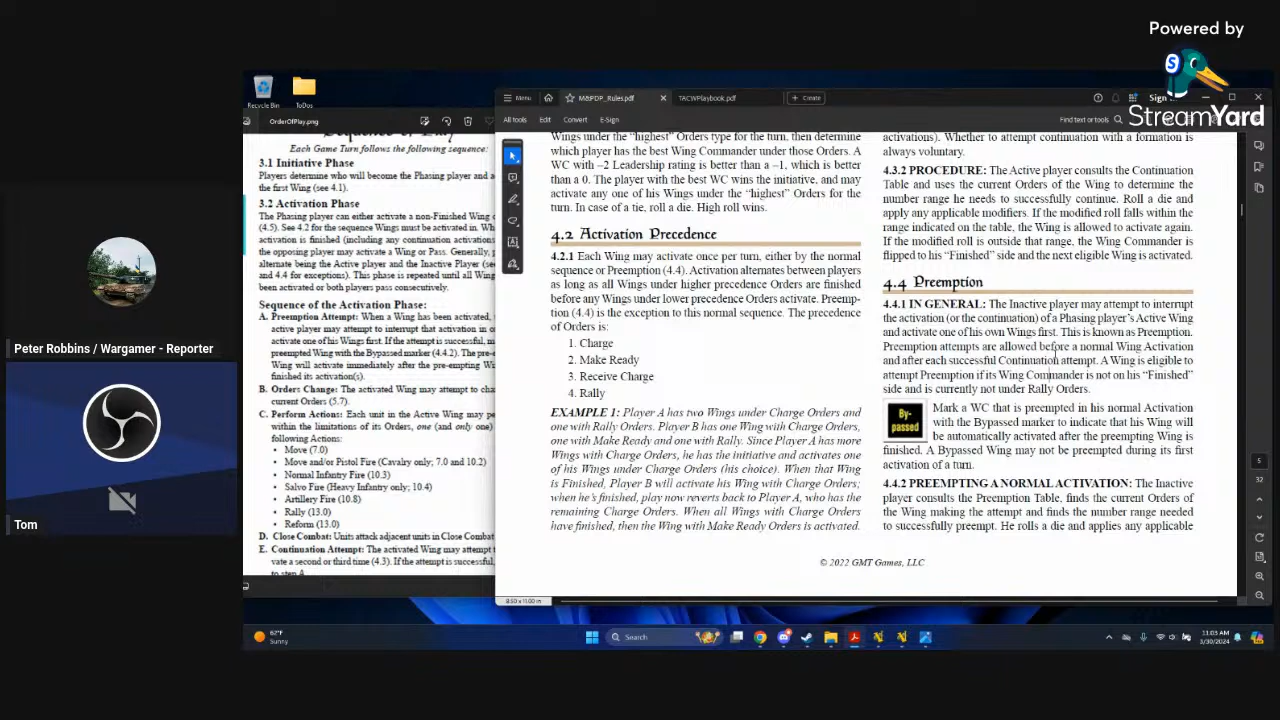 Powered by
S
StreamYard
Peter Robbins / Wargamer - Reporter
Tom
Recycle Bin
ToDos
OrderOfPlay.png
Sequence of Play
Each Game Turn follows the following sequence:
3.1 Initiative Phase
Players determine who will become the Phasing player and a
the first Wing (see 4.1).
3.2 Activation Phase
The Phasing player can either activate a non-Finished Wing o
(4.5). See 4.2 for the sequence Wings must be activated in. Wh
activation is finished (including any continuation activations
the opposing player may activate a Wing or Pass. Generally, p
alternate being the Active player and the Inactive Player (see
and 4.4 for exceptions). This phase is repeated until all Wing
been activated or both players pass consecutively.
Sequence of the Activation Phase:
A. Preemption Attempt: When a Wing has been activated,
active player may attempt to interrupt that activation in or
activate one of his Wings first. If the attempt is successful, m
preempted Wing with the Bypassed marker (4.4.2). The pre-e
Wing will activate immediately after the pre-empting Wing
finished its activation(s).
B. Orders Change: The activated Wing may attempt to cha
current Orders (5.7).
C. Perform Actions: Each unit in the Active Wing may pe
within the limitations of its Orders, one (and only one)
following Actions:
• Move (7.0)
• Move and/or Pistol Fire (Cavalry only; 7.0 and 10.2)
• Normal Infantry Fire (10.3)
• Salvo Fire (Heavy Infantry only; 10.4)
• Artillery Fire (10.8)
• Rally (13.0)
• Reform (13.0)
D. Close Combat: Units attack adjacent units in Close Combat
E. Continuation Attempt: The activated Wing may attempt t
vate a second or third time (4.3). If the attempt is successful,
to step A.
Menu
M&PDP_Rules.pdf
TACWPlaybook.pdf
Create
Sign
All tools Edit Convert E-Sign
Find text or tools
Wings under the “highest” Orders type for the turn, then determine
which player has the best Wing Commander under those Orders. A
WC with –2 Leadership rating is better than a –1, which is better
than a 0. The player with the best WC wins the initiative, and may
activate any one of his Wings under the “highest” Orders for the
turn. In case of a tie, roll a die. High roll wins.
4.2 Activation Precedence
4.2.1 Each Wing may activate once per turn, either by the normal
sequence or Preemption (4.4). Activation alternates between players
as long as all Wings under higher precedence Orders are finished
before any Wings under lower precedence Orders activate. Preemp-
tion (4.4) is the exception to this normal sequence. The precedence
of Orders is:
1. Charge
2. Make Ready
3. Receive Charge
4. Rally
EXAMPLE 1: Player A has two Wings under Charge Orders and
one with Rally Orders. Player B has one Wing with Charge Orders,
one with Make Ready and one with Rally. Since Player A has more
Wings with Charge Orders, he has the initiative and activates one
of his Wings under Charge Orders (his choice). When that Wing
is Finished, Player B will activate his Wing with Charge Orders;
when he’s finished, play now reverts back to Player A, who has the
remaining Charge Orders. When all Wings with Charge Orders
have finished, then the Wing with Make Ready Orders is activated.
activations). Whether to attempt continuation with a formation is
always voluntary.
4.3.2 PROCEDURE: The Active player consults the Continuation
Table and uses the current Orders of the Wing to determine the
number range he needs to successfully continue. Roll a die and
apply any applicable modifiers. If the modified roll falls within the
range indicated on the table, the Wing is allowed to activate again.
If the modified roll is outside that range, the Wing Commander is
flipped to his “Finished” side and the next eligible Wing is activated.
4.4 Preemption
4.4.1 IN GENERAL: The Inactive player may attempt to interrupt
the activation (or the continuation) of a Phasing player’s Active Wing
and activate one of his own Wings first. This is known as Preemption.
Preemption attempts are allowed before a normal Wing Activation
and after each successful Continuation attempt. A Wing is eligible to
attempt Preemption if its Wing Commander is not on his “Finished”
side and is currently not under Rally Orders.
By-
passed
Mark a WC that is preempted in his normal Activation
with the Bypassed marker to indicate that his Wing will
be automatically activated after the preempting Wing is
finished. A Bypassed Wing may not be preempted during its first
activation of a turn.
4.4.2 PREEMPTING A NORMAL ACTIVATION: The Inactive
player consults the Preemption Table, finds the current Orders of
the Wing making the attempt and finds the number range needed
to successfully preempt. He rolls a die and applies any applicable
© 2022 GMT Games, LLC
5
32
8.50 x 11.00 in
62°F
Sunny
Search
11:03 AM
3/30/2024